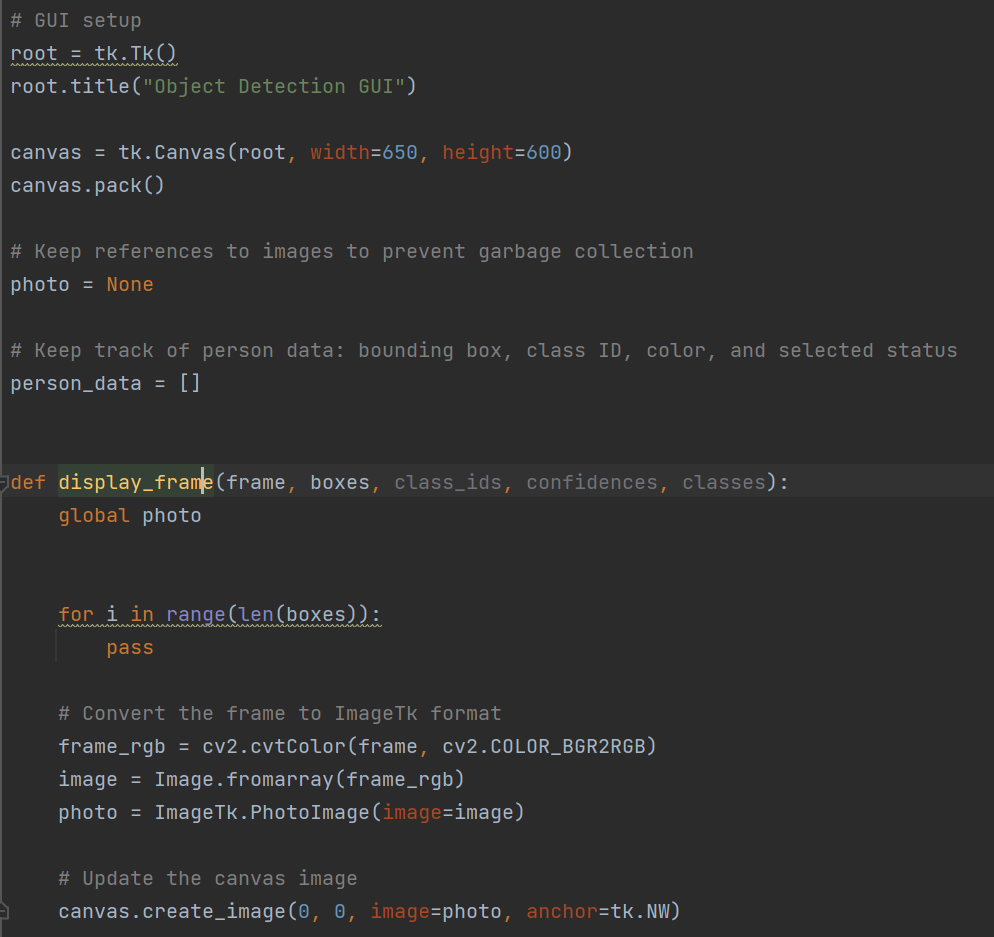 # GUI setup
root = tk.Tk()
root.title("Object Detection GUI")
canvas = tk.Canvas(root, width=650, height=600)
canvas.pack()
# Keep references to images to prevent garbage collection
photo = None
# Keep track of person data: bounding box, class ID, color, and selected status
person_data = []
def display_frame(frame, boxes, class_ids, confidences, classes):
    global photo
    for i in range(len(boxes)):
        pass
    # Convert the frame to ImageTk format
    frame_rgb = cv2.cvtColor(frame, cv2.COLOR_BGR2RGB)
    image = Image.fromarray(frame_rgb)
    photo = ImageTk.PhotoImage(image=image)
    # Update the canvas image
    canvas.create_image(0, 0, image=photo, anchor=tk.NW)